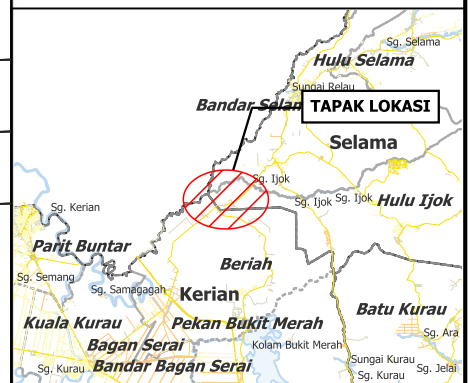 Sg. Selama
Hulu Selama
Sungai Relau
Bandar Selam
TAPAK LOKASI
Selama
Sg. Ijok
Sg. Ijok
Sg. Ijok
Hulu Ijok
Sg. Kerian
Parit Buntar
Beriah
Sg. Semang
Sg. Samagagah
Kerian
Batu Kurau
Kuala Kurau
Pekan Bukit Merah
Sg. Ara
Bagan Serai
Kolam Bukit Merah
Sungai Kurau
Sg. Kurau
Bandar Bagan Serai
Sg. Kurau
Sg. Jelai